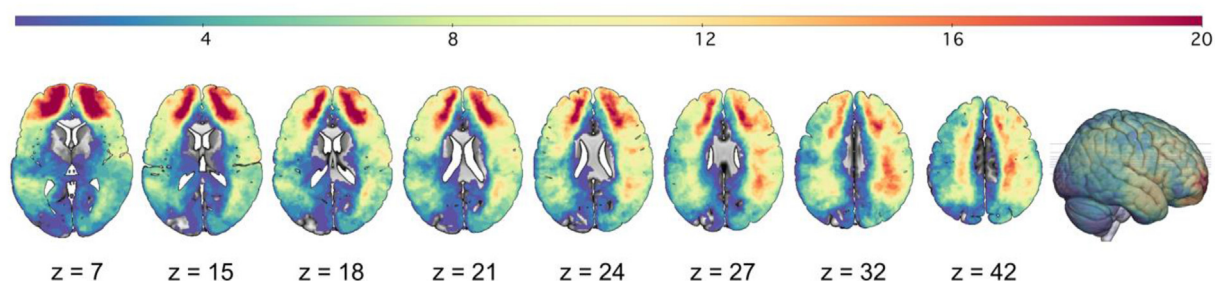 4 8 12 16 20
z = 7 z = 15 z = 18 z = 21 z = 24 z = 27 z = 32 z = 42